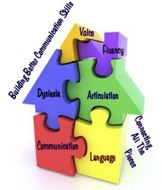 Building Better Communication Skills
Voice
Fluency
Dyslexia
Articulation
Connecting
All The
Pieces
Communication
Language